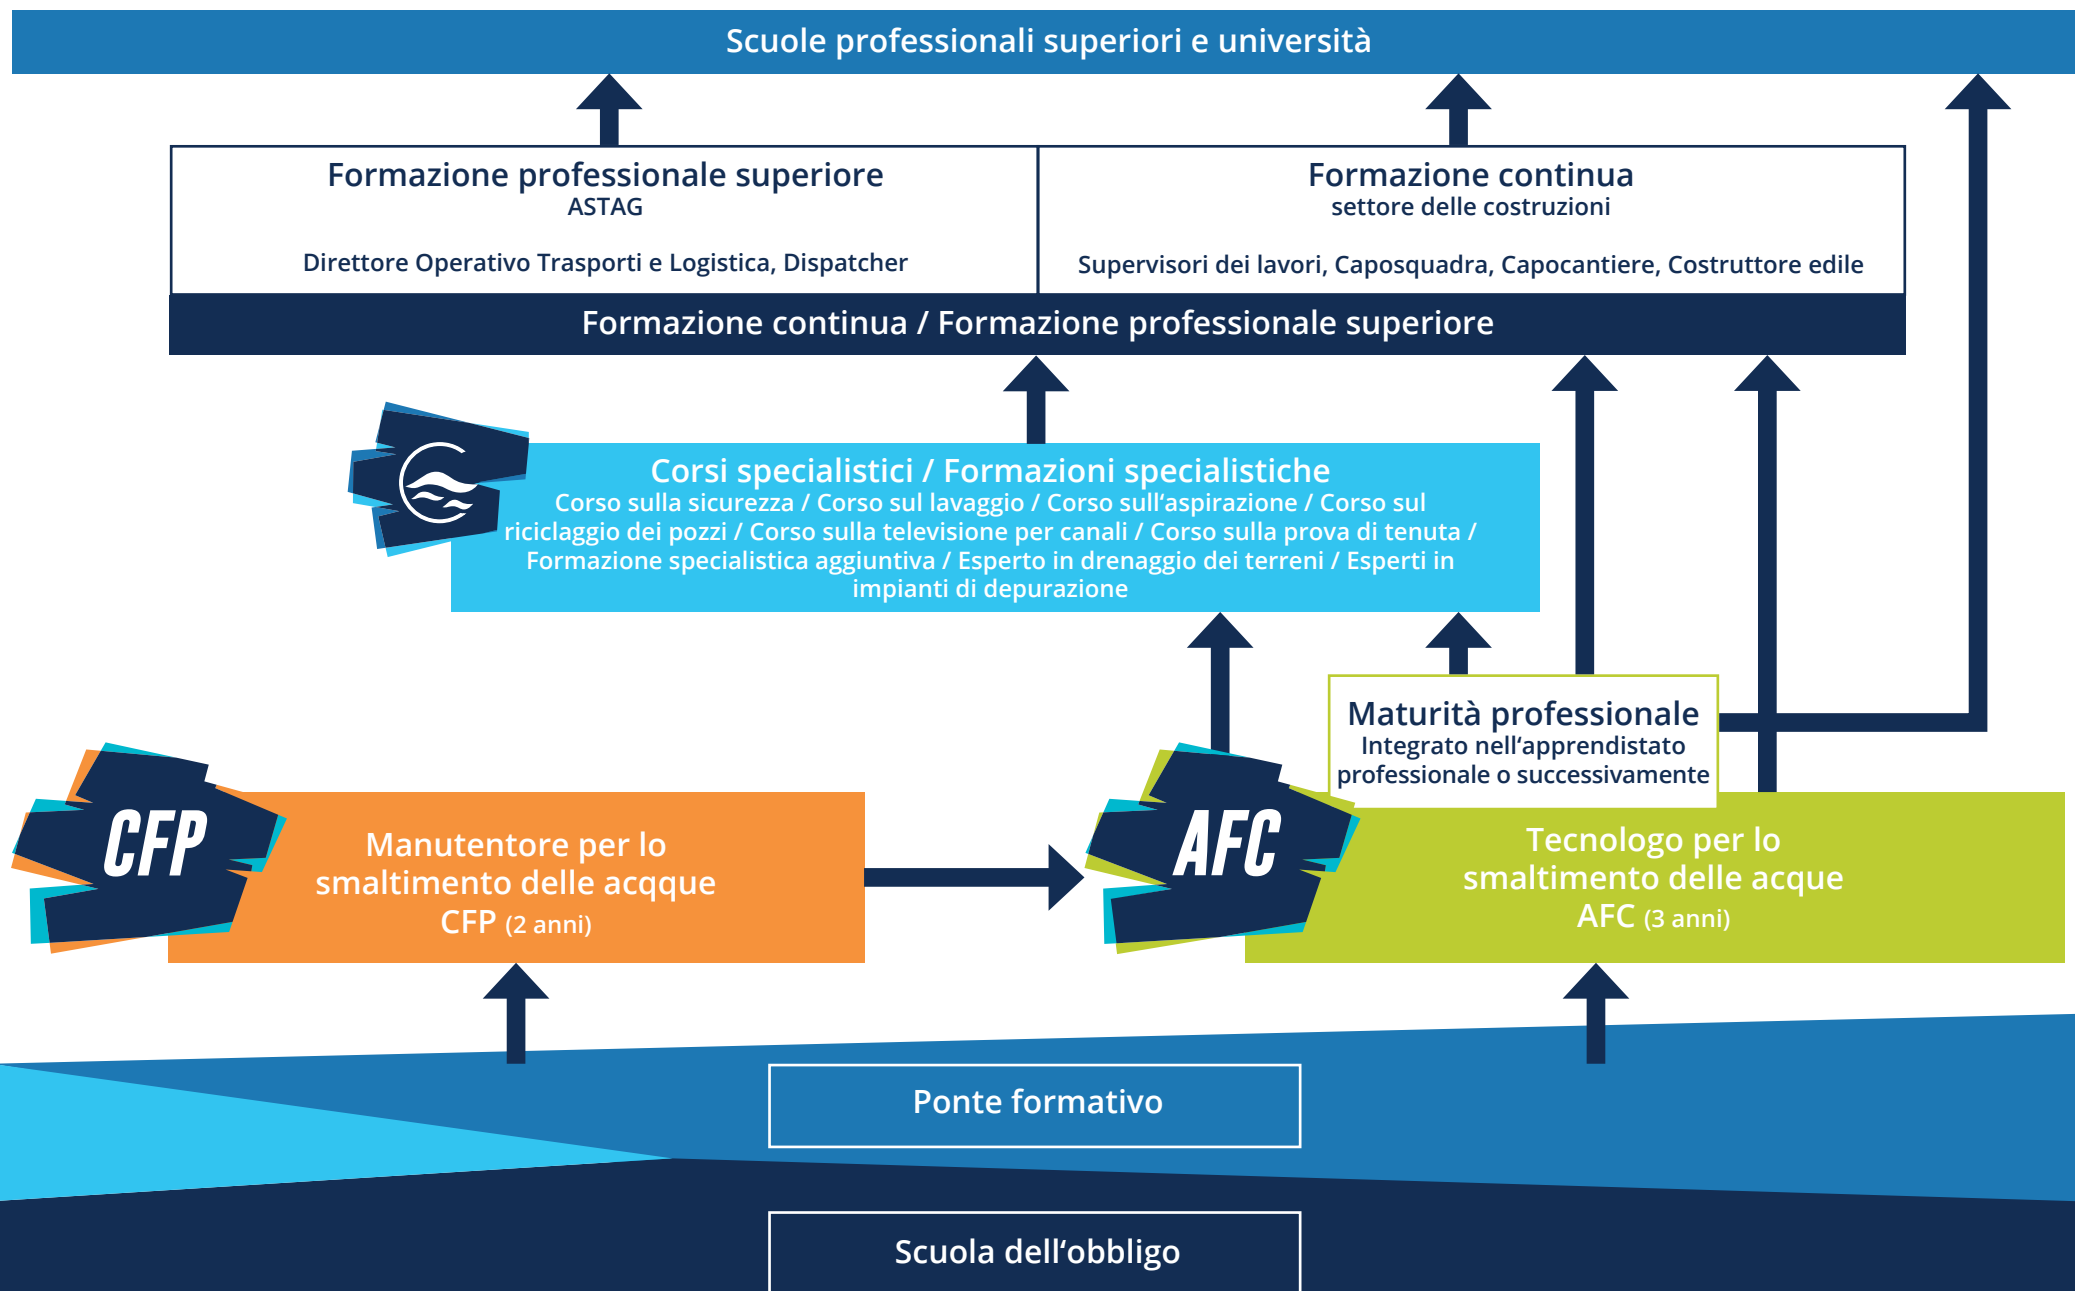 Scuole professionali superiori e università
Formazione professionale superiore
ASTAG
Direttore Operativo Trasporti e Logistica, Dispatcher
Formazione continua
settore delle costruzioni
Supervisori dei lavori, Caposquadra, Capocantiere, Costruttore edile
Formazione continua / Formazione professionale superiore
Corsi specialistici / Formazioni specialistiche
Corso sulla sicurezza / Corso sul lavaggio / Corso sull‘aspirazione / Corso sul
riciclaggio dei pozzi / Corso sulla televisione per canali / Corso sulla prova di tenuta /
Formazione specialistica aggiuntiva / Esperto in drenaggio dei terreni / Esperti in
impianti di depurazione
Maturità professionale
Integrato nell‘apprendistato
professionale o successivamente
CFP
Manutentore per lo
smaltimento delle acqque
CFP (2 anni)
AFC
Tecnologo per lo
smaltimento delle acque
AFC (3 anni)
Ponte formativo
Scuola dell‘obbligo